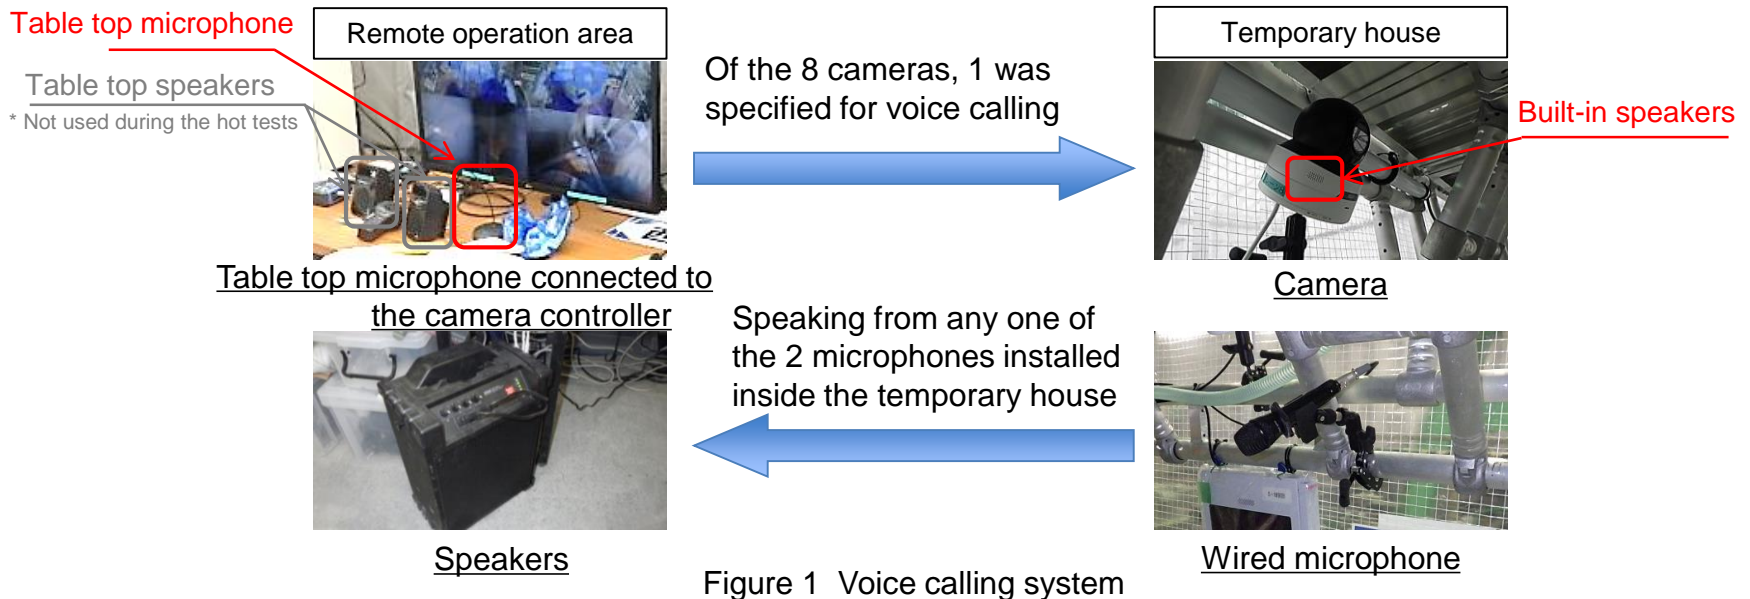 Table top microphone
Remote operation area
Temporary house
Table top speakers
* Not used during the hot tests
Of the 8 cameras, 1 was
specified for voice calling
Built-in speakers
Table top microphone connected to
the camera controller
Camera
Speaking from any one of
the 2 microphones installed
inside the temporary house
Speakers
Wired microphone
Figure 1 Voice calling system